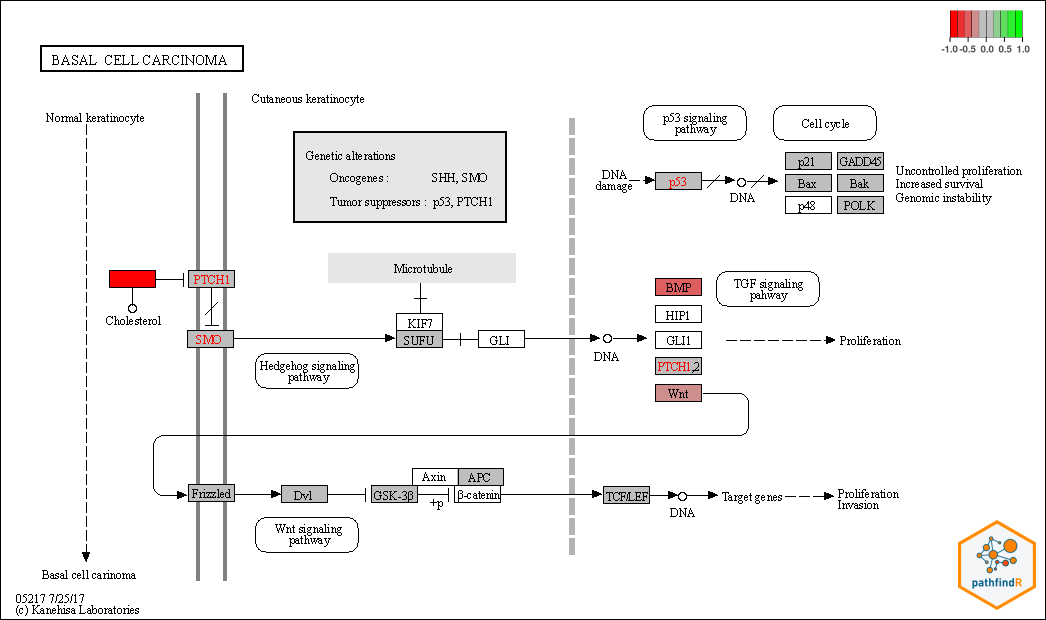 -1.0 -0.5 0.0 0.5 1.0
BASAL CELL CARCINOMA
Cutaneous keratinocyte
Normal keratinocyte
p53 signaling
pathway
Cell cycle
Genetic alterations
Oncogenes : SHH, SMO
Tumor suppressors : p53, PTCH1
DNA
damage
p53
DNA
p21
GADD45
Bax
Bak
p48
POLK
Uncontrolled proliferation
Increased survival
Genomic instability
Microtubule
PTCH1
Cholesterol
SMO
KIF7
SUFU
GLI
Hedgehog signaling
pathway
DNA
BMP
HIP1
GLI1
PTCH1,2
Wnt
TGF signaling
pahway
Proliferation
Frizzled
Dvl
GSK-3β
Axin
APC
+p
β-catenin
TCF/LEF
DNA
Target genes
Proliferation
Invasion
Wnt signaling
pathway
Basal cell carinoma
05217 7/25/17
(c) Kanehisa Laboratories
pathfindR